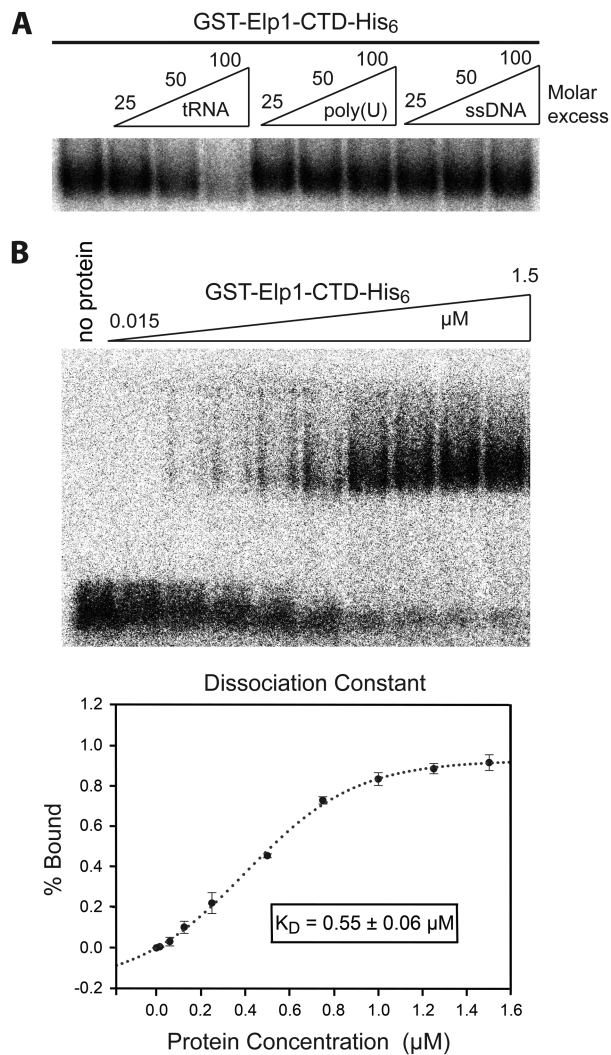 A
GST-Elp1-CTD-His6
25 50 100 25 50 100 25 50 100
tRNA poly(U) ssDNA
Molar
excess
B
no protein
GST-Elp1-CTD-His6
0.015 µM 1.5
Dissociation Constant
% Bound
1.2
1.0
0.8
0.6
0.4
0.2
0.0
-0.2
KD = 0.55 ± 0.06 µM
0.0 0.2 0.4 0.6 0.8 1.0 1.2 1.4 1.6
Protein Concentration (µM)